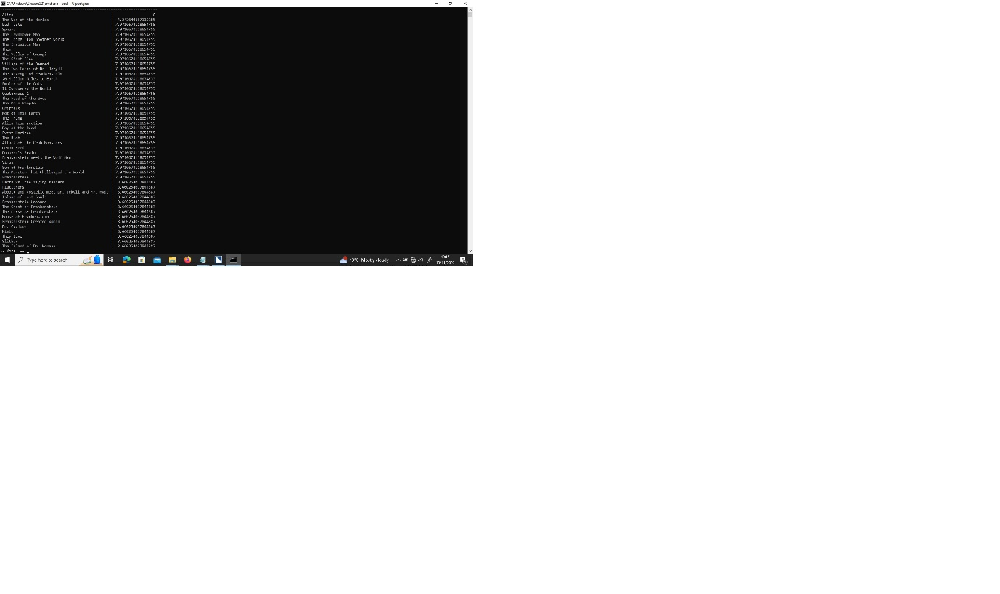 C:\Windows\System32\cmd.exe - psql -U postgres
Alien | 0
The War of the Worlds | 4.242640687119285
Bad Taste | 7.0710678118654755
Sphere | 7.0710678118654755
The Lawnmower Man | 7.0710678118654755
The Thing from Another World | 7.0710678118654755
The Invisible Man | 7.0710678118654755
Them! | 7.0710678118654755
The Valley of Gwangi | 7.0710678118654755
The Giant Claw | 7.0710678118654755
Village of the Damned | 7.0710678118654755
The Two Faces of Dr. Jekyll | 7.0710678118654755
The Revenge of Frankenstein | 7.0710678118654755
20 Million Miles to Earth | 7.0710678118654755
Empire of the Ants | 7.0710678118654755
It Conquered the World | 7.0710678118654755
Quatermass 2 | 7.0710678118654755
The Food of the Gods | 7.0710678118654755
The Mole People | 7.0710678118654755
Critters | 7.0710678118654755
Not of This Earth | 7.0710678118654755
The Thing | 7.0710678118654755
Alien Resurrection | 7.0710678118654755
Day of the Dead | 7.0710678118654755
Event Horizon | 7.0710678118654755
The Blob | 7.0710678118654755
Attack of the Crab Monsters | 7.0710678118654755
Demon Seed | 7.0710678118654755
Donovan's Brain | 7.0710678118654755
Frankenstein meets the Wolf Man | 7.0710678118654755
Virus | 7.0710678118654755
Son of Frankenstein | 7.0710678118654755
The Monster That Challenged the World | 7.0710678118654755
Frankenstein | 7.0710678118654755
Earth vs. the flying saucers | 8.660254037844387
Flatliners | 8.660254037844387
Abbott and Costello meet Dr. Jekyll and Mr. Hyde | 8.660254037844387
Island of Lost Souls | 8.660254037844387
Frankenstein Unbound | 8.660254037844387
The Ghost of Frankenstein | 8.660254037844387
The Curse of Frankenstein | 8.660254037844387
House of Frankenstein | 8.660254037844387
Frankenstein Created Woman | 8.660254037844387
Dr. Cyclops | 8.660254037844387
Mimic | 8.660254037844387
They Live | 8.660254037844387
Slither | 8.660254037844387
The Island of Dr. Moreau | 8.660254037844387
-- More --
Type here to search
13°C Mostly cloudy
19:17
13/11/2023